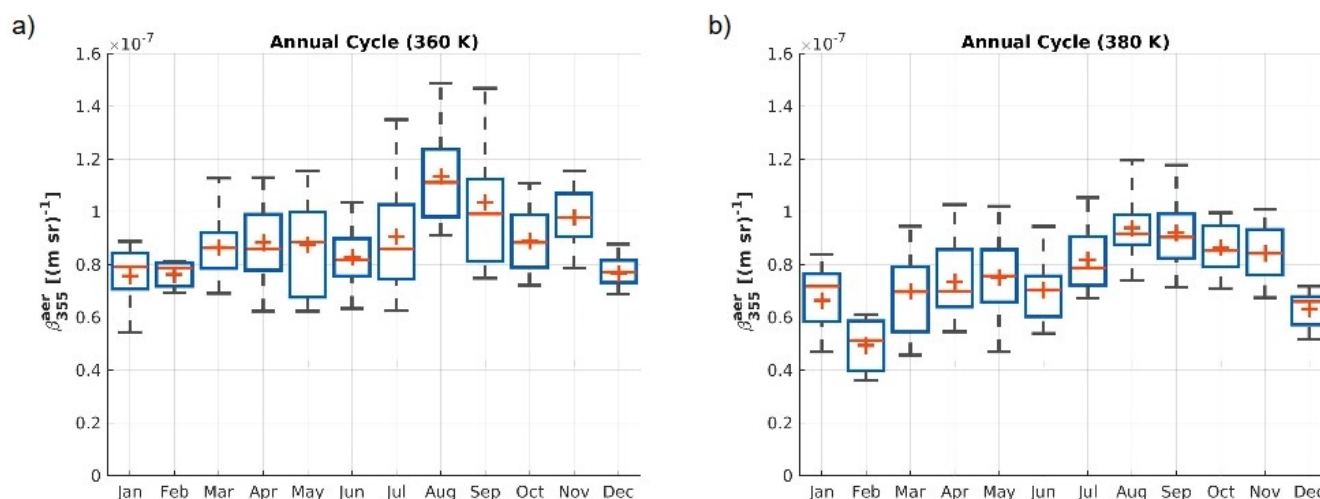 a)
×10⁻⁷
Annual Cycle (360 K)
1.6
1.4
1.2
1
0.8
0.6
0.4
0.2
0
β₃₅₅ᵃᵉʳ [(m sr)⁻¹]
Jan Feb Mar Apr May Jun Jul Aug Sep Oct Nov Dec
b)
×10⁻⁷
Annual Cycle (380 K)
1.6
1.4
1.2
1
0.8
0.6
0.4
0.2
0
β₃₅₅ᵃᵉʳ [(m sr)⁻¹]
Jan Feb Mar Apr May Jun Jul Aug Sep Oct Nov Dec